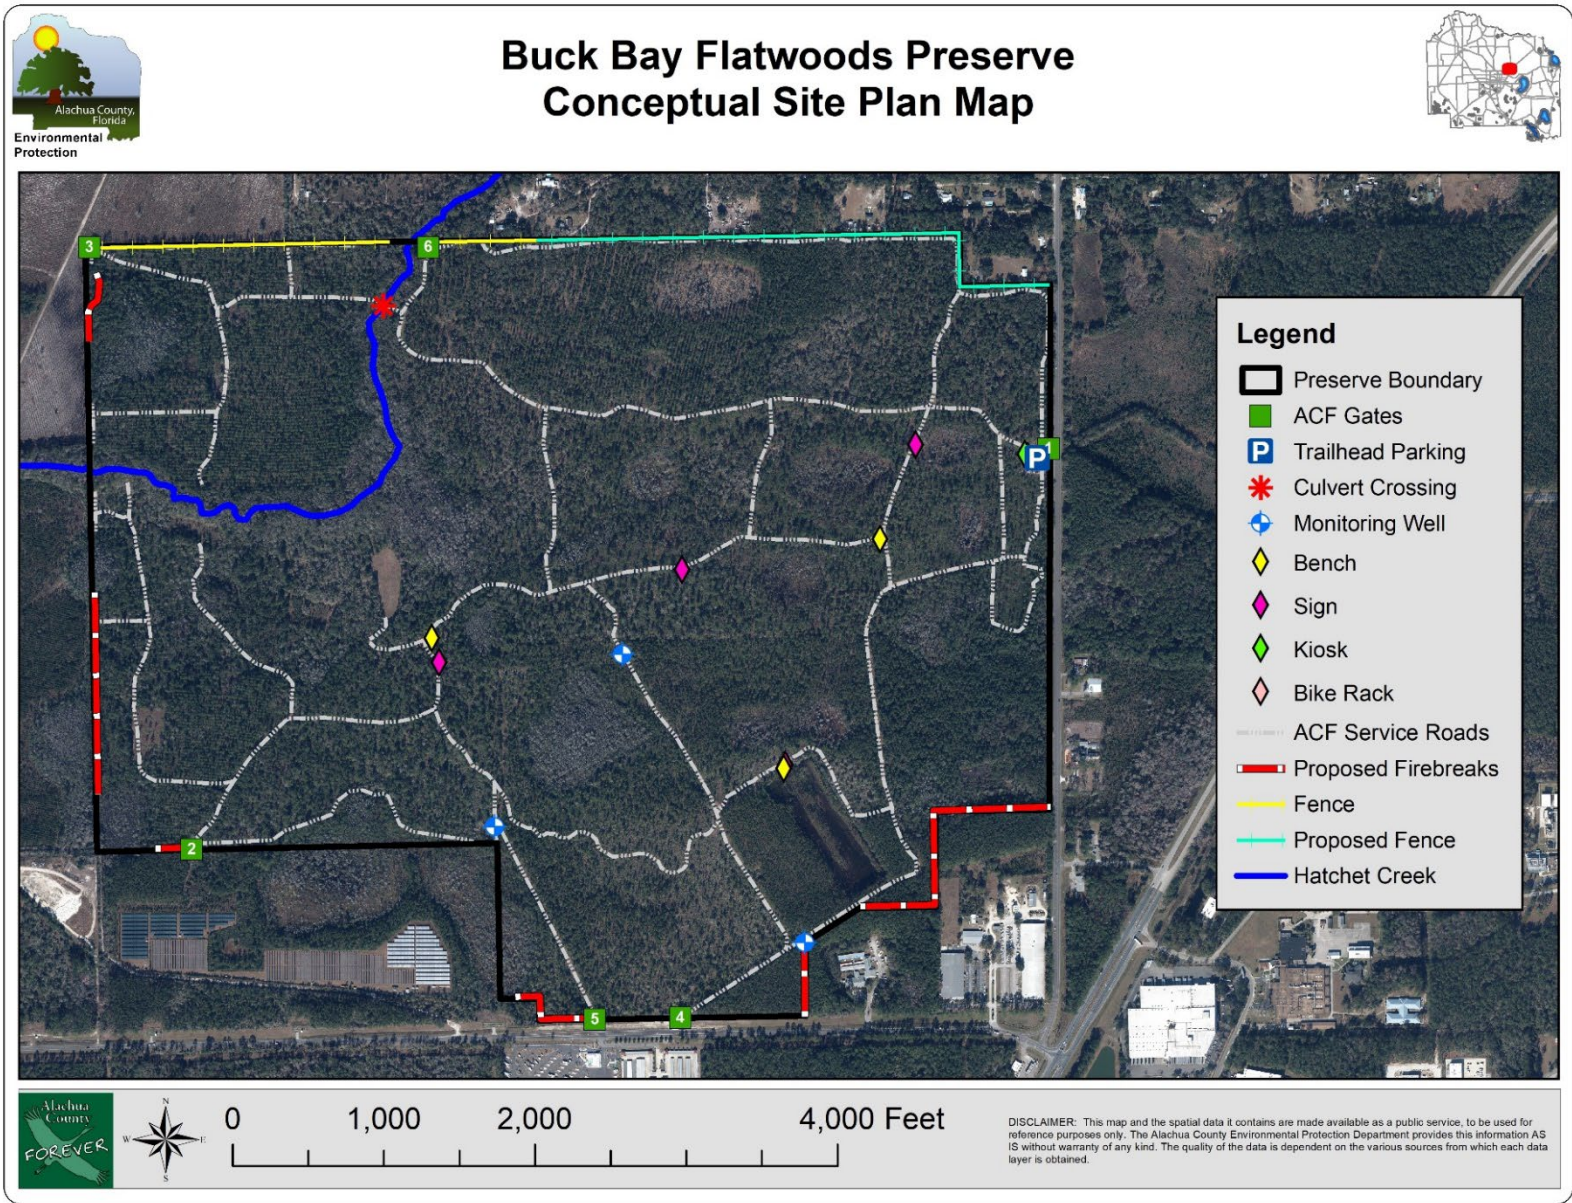 Buck Bay Flatwoods Preserve
Conceptual Site Plan Map
Alachua County,
Florida
Environmental
Protection
3
6
1
P
2
5
4
Legend
Preserve Boundary
ACF Gates
P Trailhead Parking
Culvert Crossing
Monitoring Well
Bench
Sign
Kiosk
Bike Rack
ACF Service Roads
Proposed Firebreaks
Fence
Proposed Fence
Hatchet Creek
Alachua
County
FOREVER
N
W E
S
0 1,000 2,000 4,000 Feet
DISCLAIMER: This map and the spatial data it contains are made available as a public service, to be used for
reference purposes only. The Alachua County Environmental Protection Department provides this information AS
IS without warranty of any kind. The quality of the data is dependent on the various sources from which each data
layer is obtained.